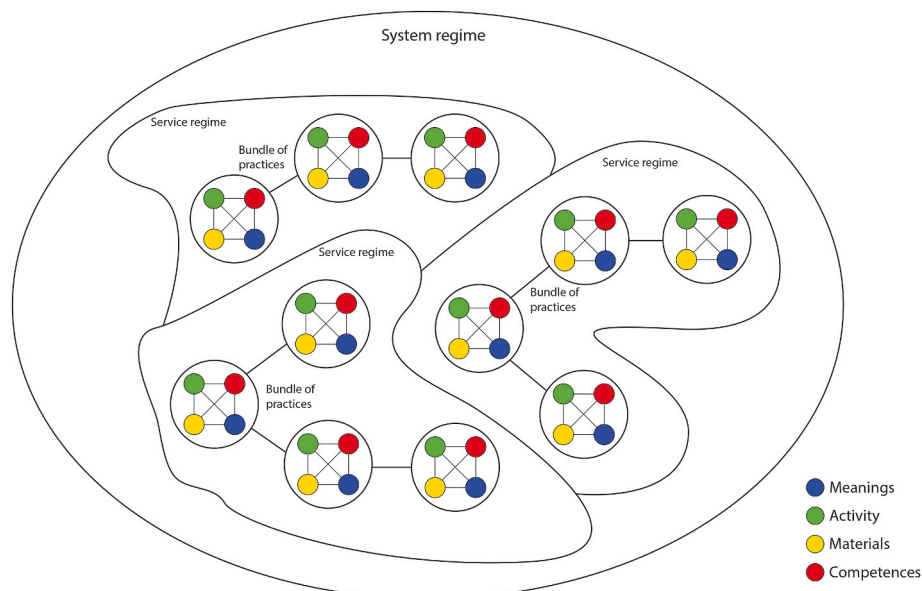 System regime
Service regime
Bundle of
practices
Service regime
Service regime
Bundle of
practices
Bundle of
practices
Meanings
Activity
Materials
Competences